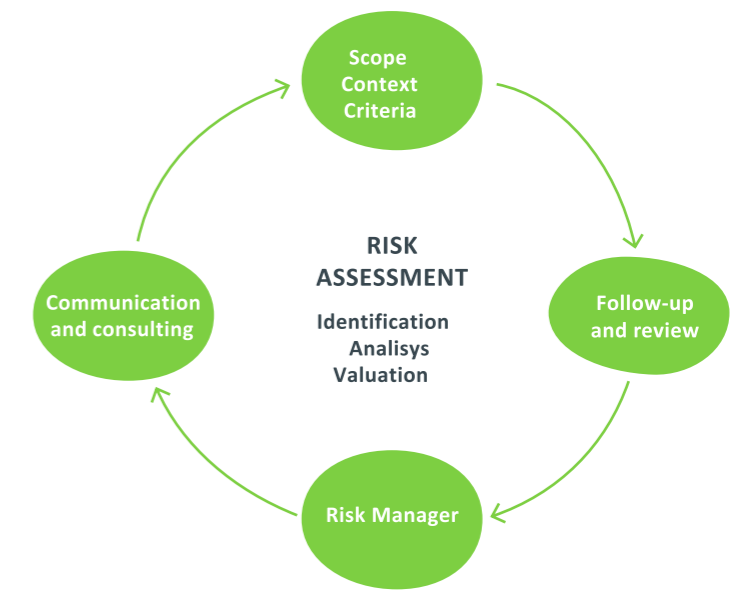 Scope
Context
Criteria
RISK
ASSESSMENT
Identification
Analisys
Valuation
Communication
and consulting
Follow-up
and review
Risk Manager